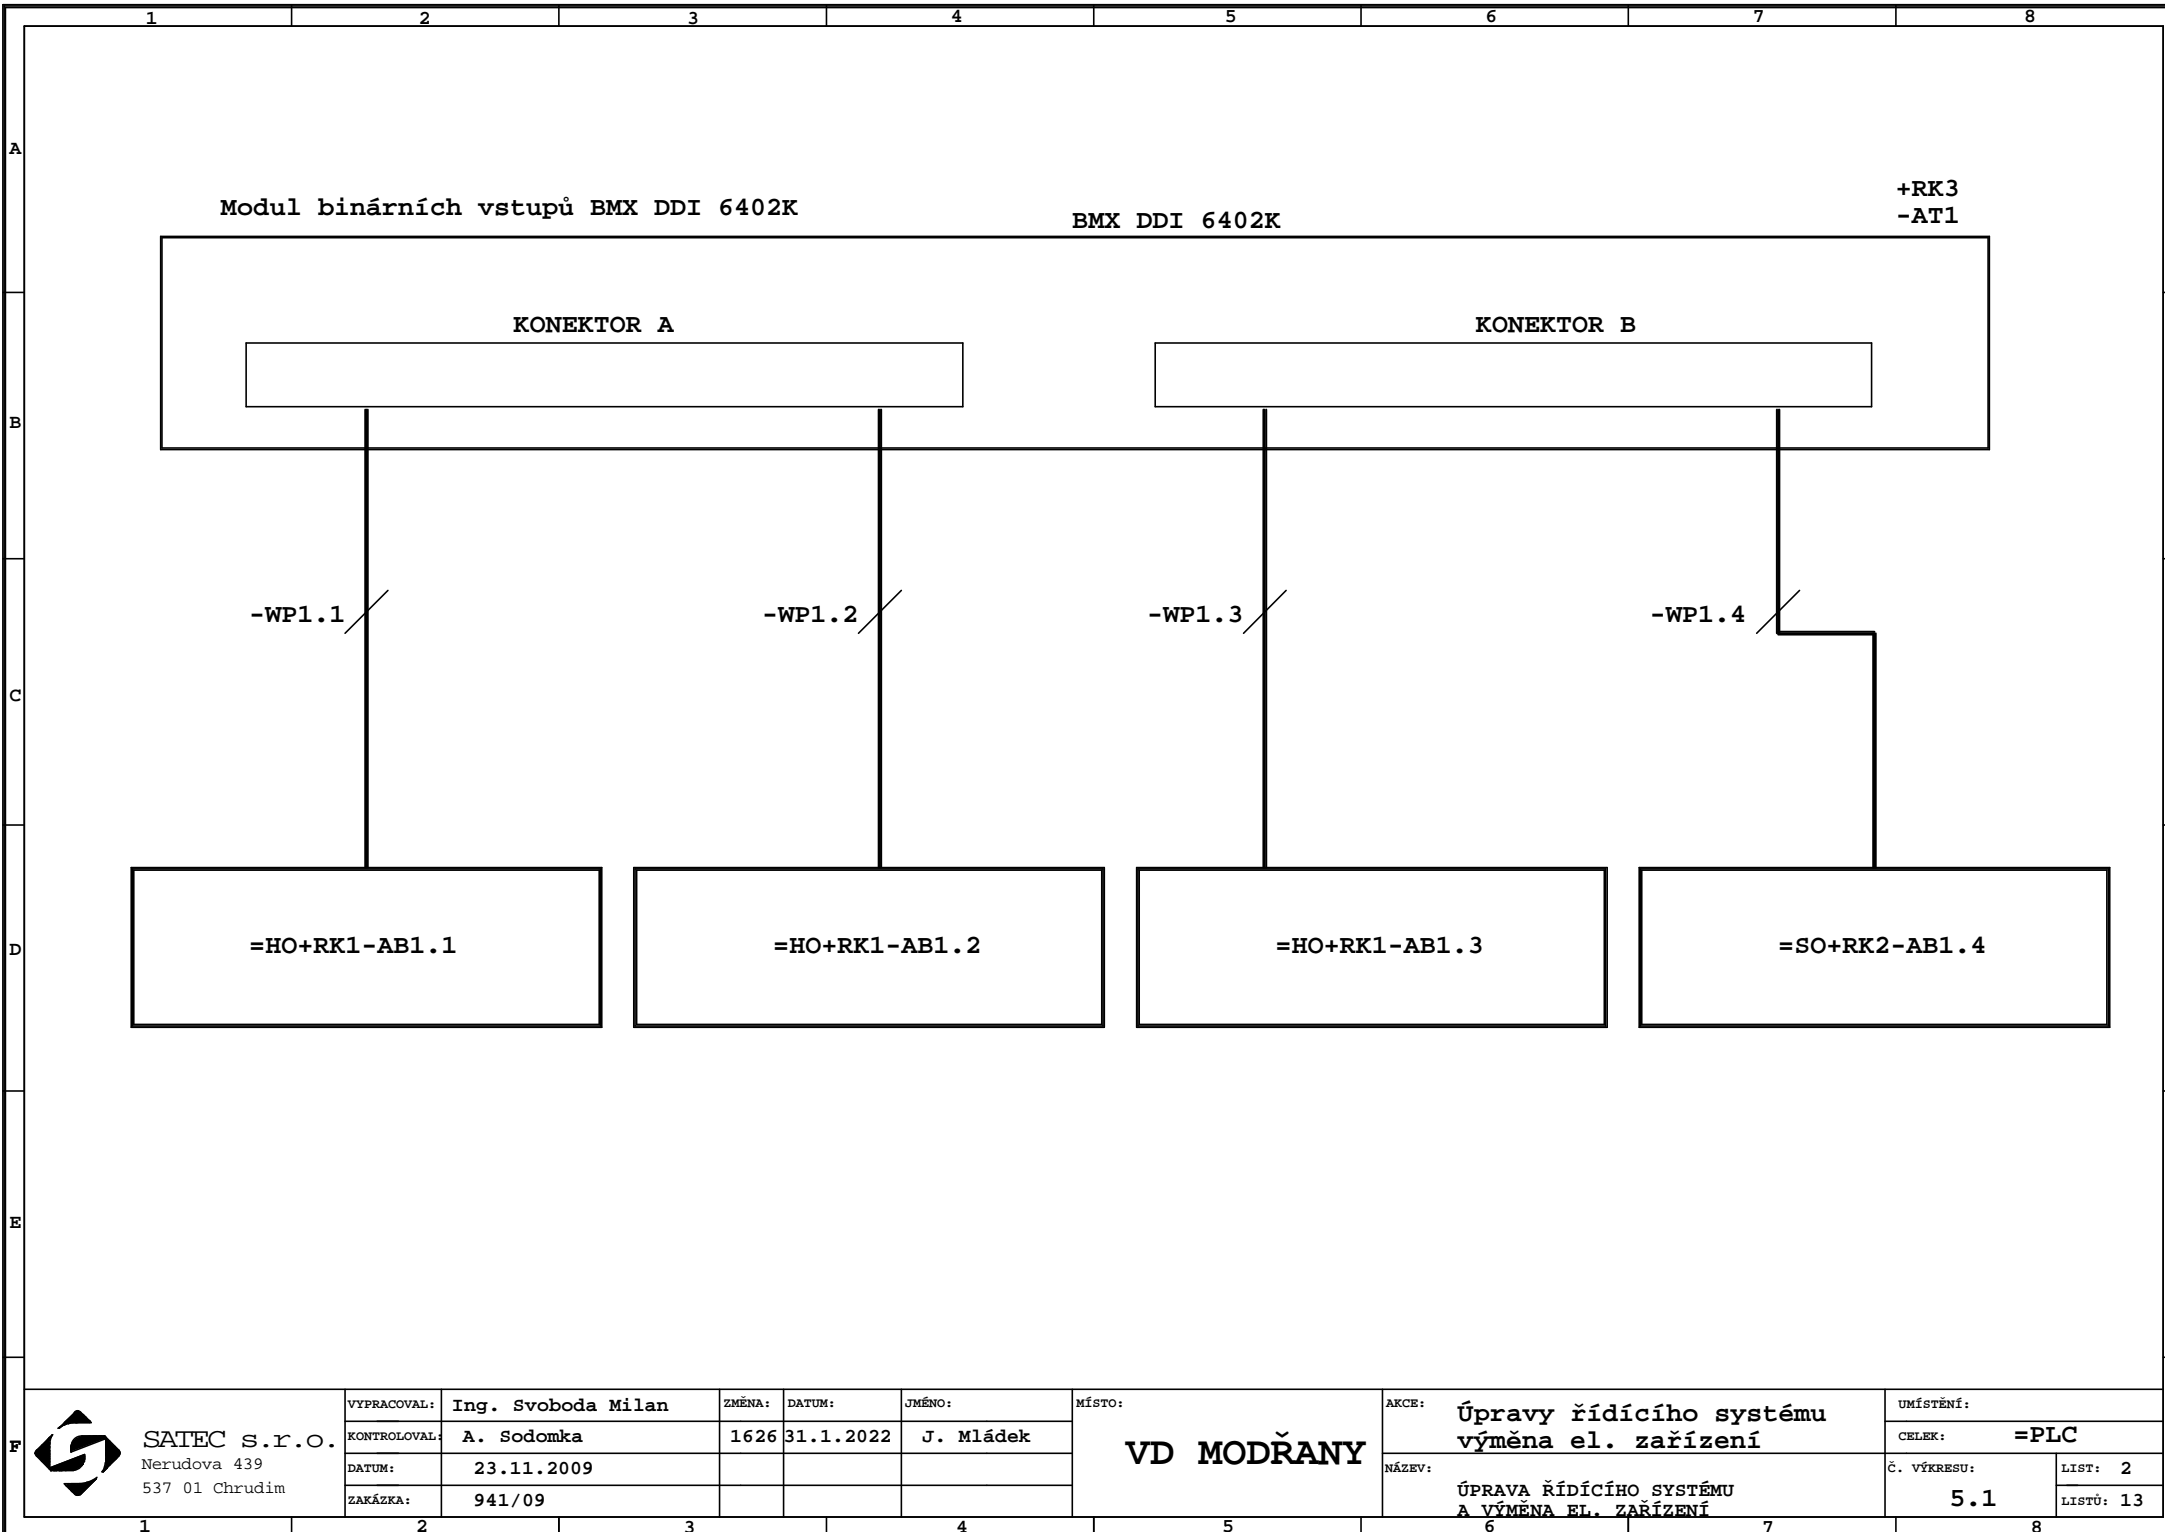 1 2 3 4 5 6 7 8
A
+RK3
Modul binárních vstupů BMX DDI 6402K
BMX DDI 6402K
-AT1
KONEKTOR A
KONEKTOR B
B
-WP1.1
-WP1.2
-WP1.3
-WP1.4
C
=HO+RK1-AB1.1
=HO+RK1-AB1.2
=HO+RK1-AB1.3
=SO+RK2-AB1.4
D
E
F
SATEC s.r.o.
Nerudova 439
537 01 Chrudim
VYPRACOVAL: Ing. Svoboda Milan
KONTROLOVAL: A. Sodomka
DATUM: 23.11.2009
ZAKÁZKA: 941/09
ZMĚNA: DATUM: JMÉNO:
1626 31.1.2022 J. Mládek
MÍSTO:
VD MODŘANY
AKCE: Úpravy řídícího systému
výměna el. zařízení
NÁZEV:
ÚPRAVA ŘÍDÍCÍHO SYSTÉMU
A VÝMĚNA EL. ZAŘÍZENÍ
UMÍSTĚNÍ:
CELEK: =PLC
Č. VÝKRESU:
5.1
LIST: 2
LISTŮ: 13
1 2 3 4 5 6 7 8